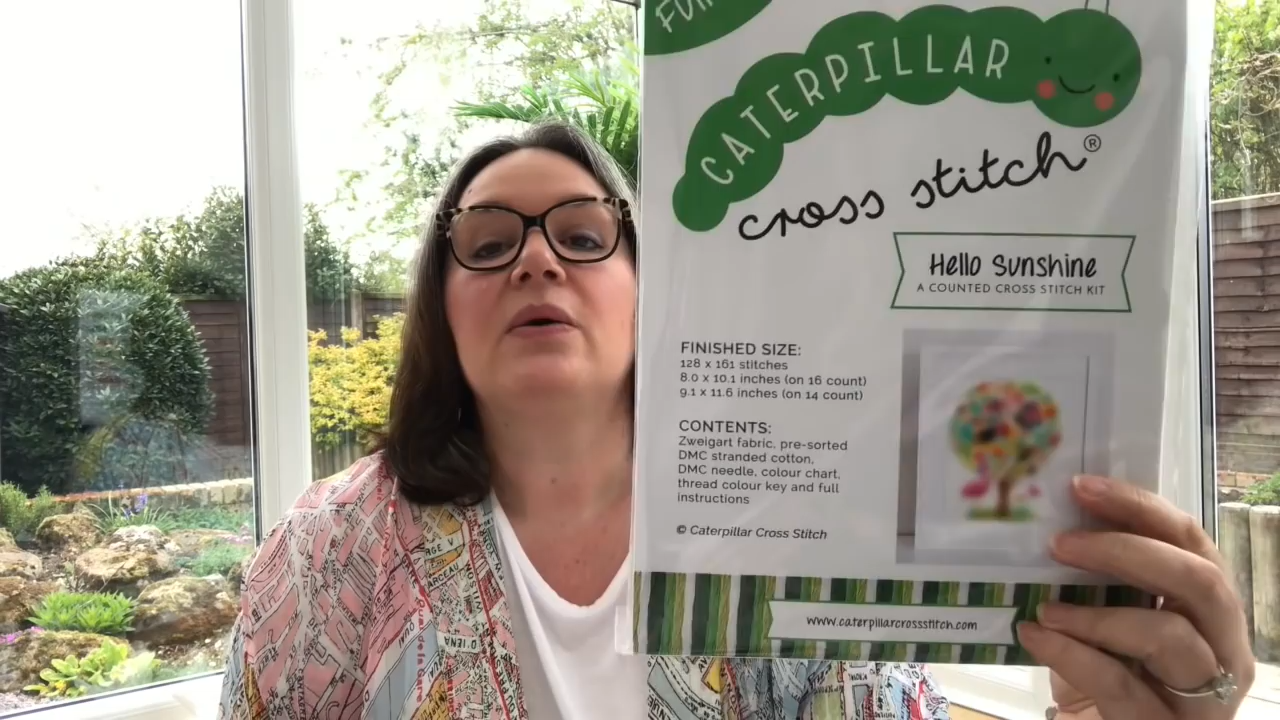 CATERPILLAR
cross stitch®
Hello Sunshine
A COUNTED CROSS STITCH KIT
FINISHED SIZE:
128 x 161 stitches
8.0 x 10.1 inches (on 16 count)
9.1 x 11.6 inches (on 14 count)
CONTENTS:
Zweigart fabric, pre-sorted
DMC stranded cotton,
DMC needle, colour chart,
thread colour key and full
instructions
© Caterpillar Cross Stitch
www.caterpillarcrossstitch.com